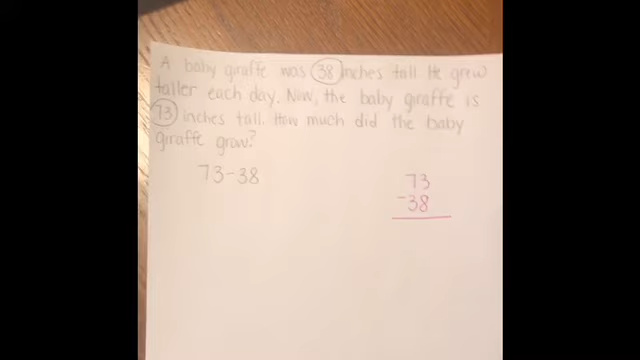 A baby giraffe was 38 inches tall He grew
taller each day. Now, the baby giraffe is
73 inches tall. How much did the baby
giraffe grow?
73-38
73
-38